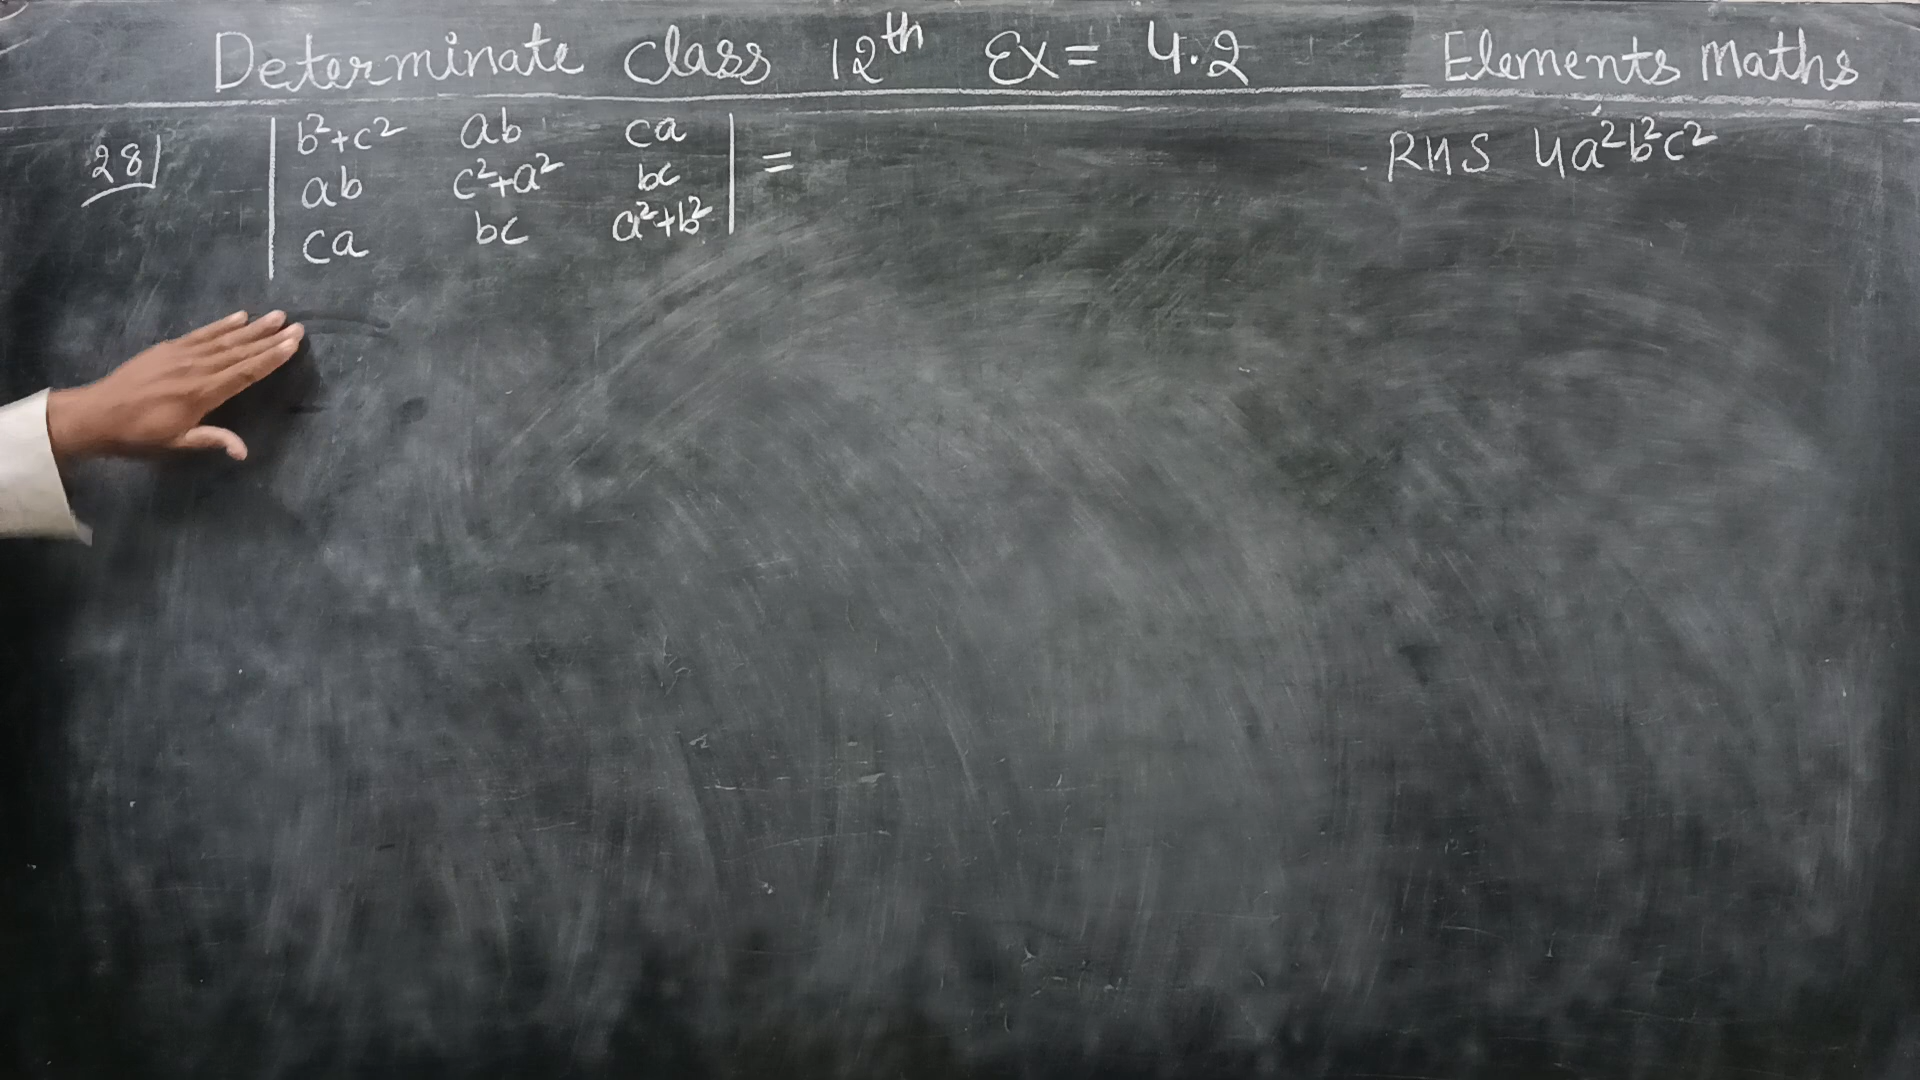 Determinate class 12th Ex = 4.2 Elements Maths
28) | b²+c² ab ca | = RHS 4a²b²c²
| ab c²+a² bc |
| ca bc a²+b² |